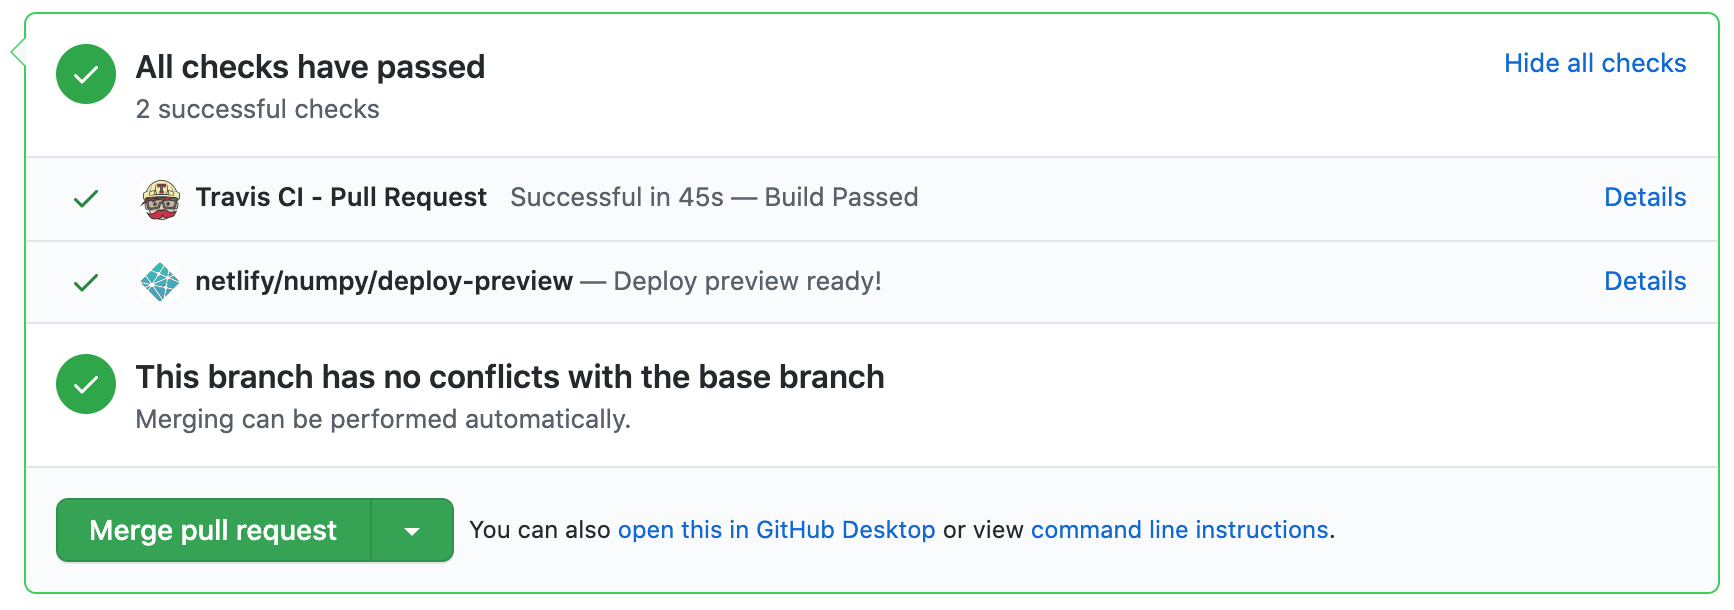 All checks have passed
Hide all checks
2 successful checks
Travis CI - Pull Request Successful in 45s — Build Passed
Details
netlify/numpy/deploy-preview — Deploy preview ready!
Details
This branch has no conflicts with the base branch
Merging can be performed automatically.
Merge pull request
You can also open this in GitHub Desktop or view command line instructions.